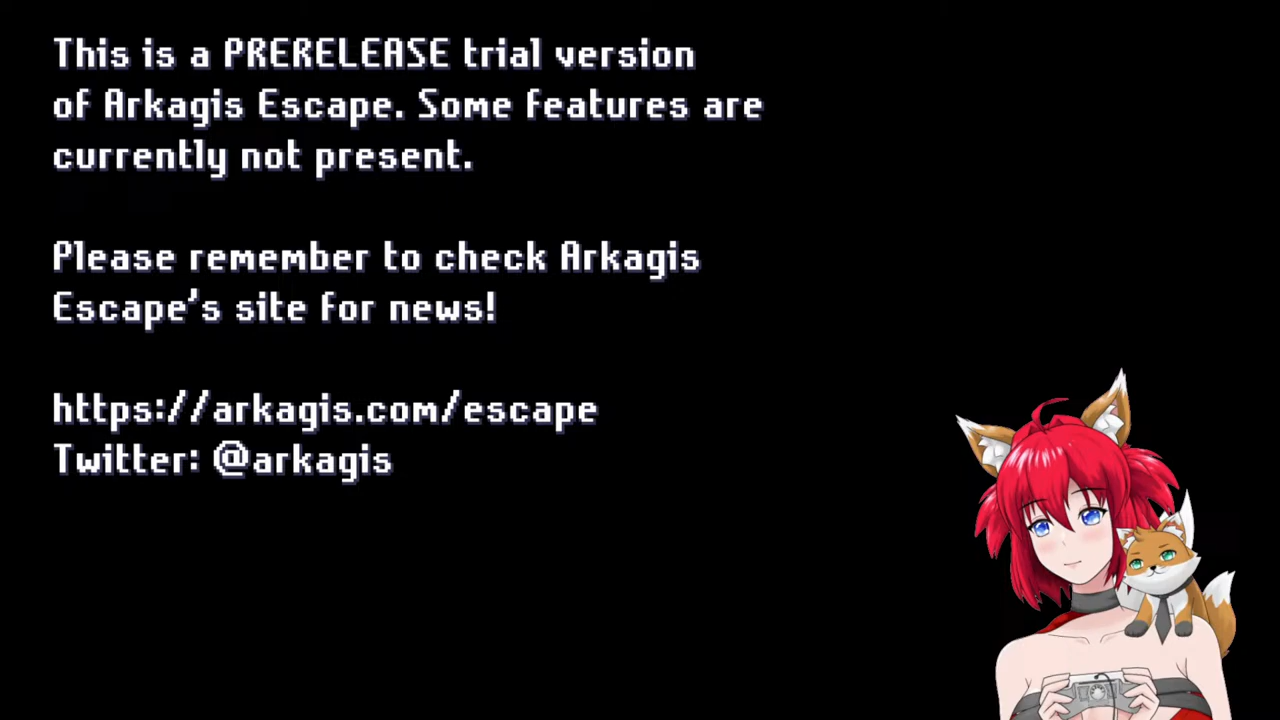 This is a PRERELEASE trial version
of Arkagis Escape. Some features are
currently not present.
Please remember to check Arkagis
Escape's site for news!
https://arkagis.com/escape
Twitter: @arkagis